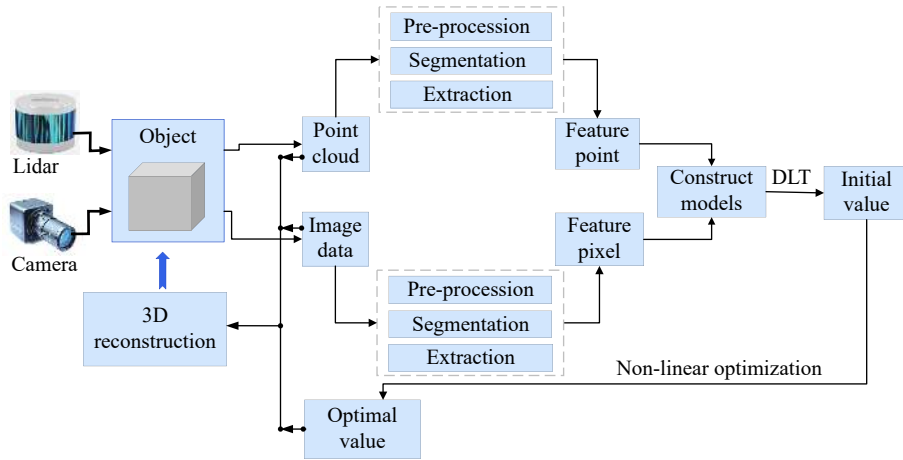 Pre-procession
Segmentation
Extraction
Lidar
Object
Point
cloud
Feature
point
Construct
models
DLT
Initial
value
Camera
Image
data
Feature
pixel
Pre-procession
Segmentation
Extraction
3D
reconstruction
Non-linear optimization
Optimal
value